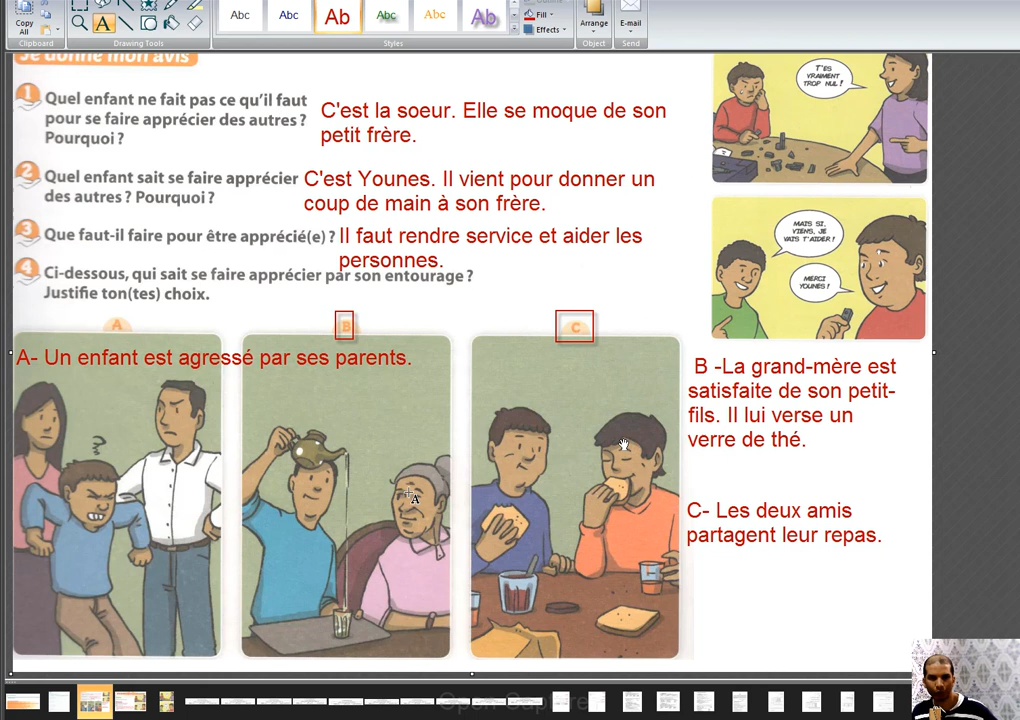 Abc
Abc
Ab
Abc
Abc
Ab
Fill
Effects
Copy
All
Arrange
E-mail
Clipboard
Drawing Tools
Styles
Object
Send
Je donne mon avis
1 Quel enfant ne fait pas ce qu'il faut
pour se faire apprécier des autres ?
Pourquoi ?
C'est la soeur. Elle se moque de son
petit frère.
2 Quel enfant sait se faire apprécier
des autres ? Pourquoi ?
C'est Younes. Il vient pour donner un
coup de main à son frère.
3 Que faut-il faire pour être apprécié(e) ?
Il faut rendre service et aider les
personnes.
4 Ci-dessous, qui sait se faire apprécier par son entourage ?
Justifie ton(tes) choix.
T'ES
VRAIMENT
TROP NUL !
MAIS SI,
VIENS, JE
VAIS T'AIDER !
MERCI
YOUNES !
A
B
C
A- Un enfant est agressé par ses parents.
B -La grand-mère est
satisfaite de son petit-
fils. Il lui verse un
verre de thé.
C- Les deux amis
partagent leur repas.